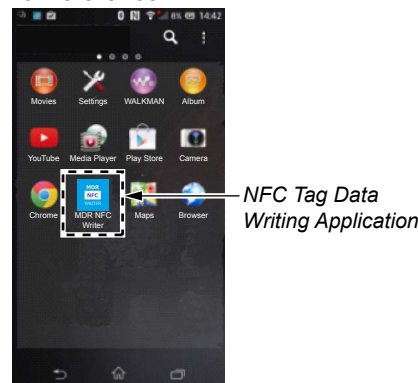 8% 14:42
Movies Settings WALKMAN Album
YouTube Media Player Play Store Camera
MDR
NFC
WRITER
Chrome MDR NFC Maps Browser
Writer
NFC Tag Data
Writing Application